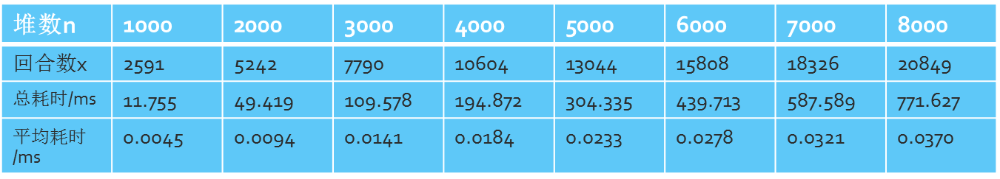 堆数n 1000 2000 3000 4000 5000 6000 7000 8000
回合数x 2591 5242 7790 10604 13044 15808 18326 20849
总耗时/ms 11.755 49.419 109.578 194.872 304.335 439.713 587.589 771.627
平均耗时 0.0045 0.0094 0.0141 0.0184 0.0233 0.0278 0.0321 0.0370
/ms